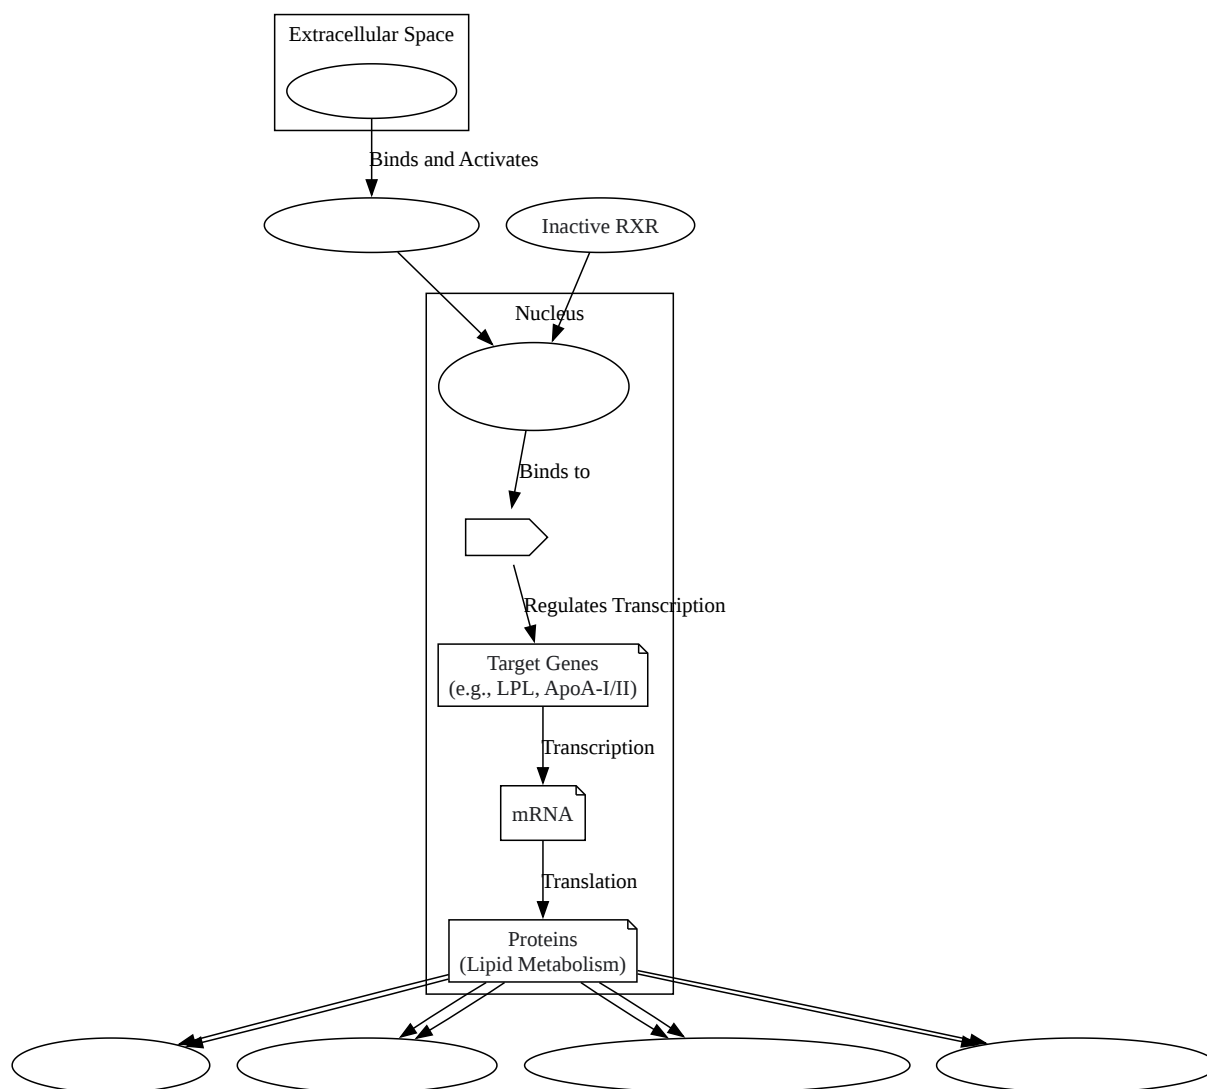 Extracellular Space
Binds and Activates
Inactive RXR
Nucleus
Binds to
Regulates Transcription
Target Genes
(e.g., LPL, ApoA-I/II)
Transcription
mRNA
Translation
Proteins
(Lipid Metabolism)